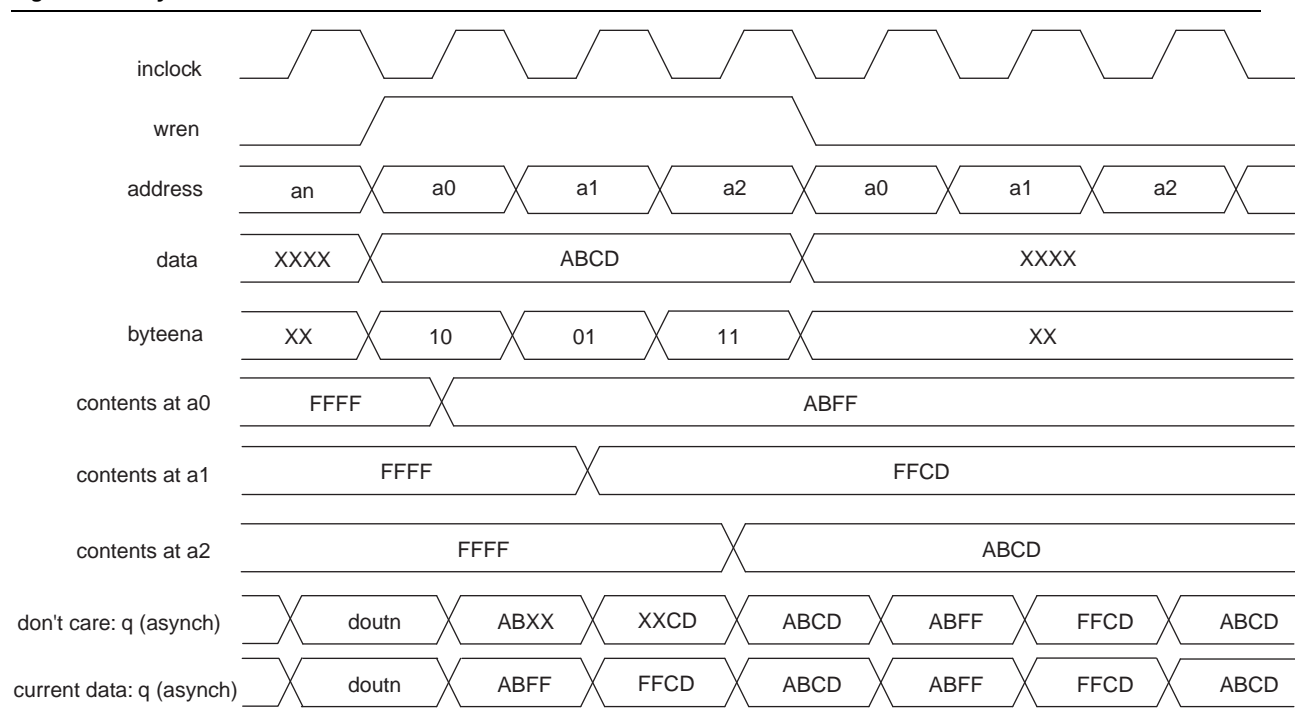 inclock
wren
address an a0 a1 a2 a0 a1 a2
data XXXX ABCD XXXX
byteena XX 10 01 11 XX
contents at a0 FFFF ABFF
contents at a1 FFFF FFCD
contents at a2 FFFF ABCD
don't care: q (asynch) doutn ABXX XXCD ABCD ABFF FFCD ABCD
current data: q (asynch) doutn ABFF FFCD ABCD ABFF FFCD ABCD